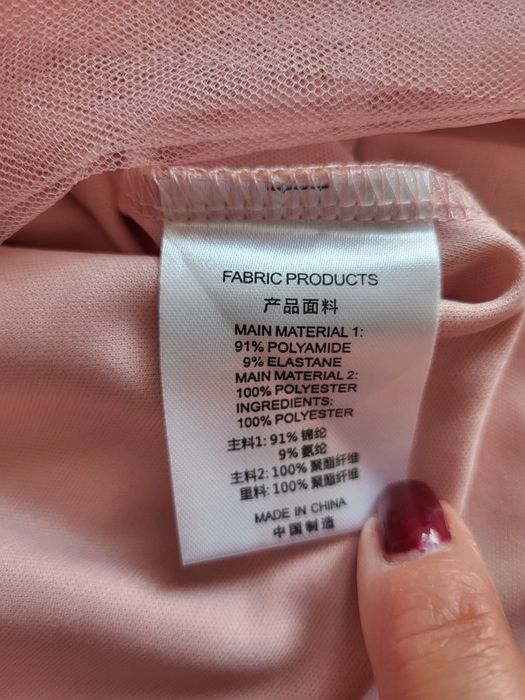 FABRIC PRODUCTS
产品面料
MAIN MATERIAL 1:
91% POLYAMIDE
9% ELASTANE
MAIN MATERIAL 2:
100% POLYESTER
INGREDIENTS:
100% POLYESTER
主料1: 91% 锦纶
9% 氨纶
主料2: 100% 聚酯纤维
里料: 100% 聚酯纤维
MADE IN CHINA
中国制造